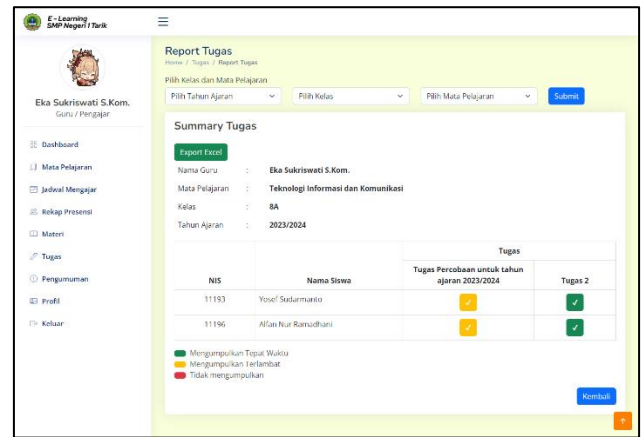 E - Learning
SMP Negeri 1 Tarik
Eka Sukriswati S.Kom.
Guru / Pengajar
Dashboard
Mata Pelajaran
Jadwal Mengajar
Rekap Presensi
Materi
Tugas
Pengumuman
Profil
Keluar
Report Tugas
Home / Tugas / Report Tugas
Pilih Kelas dan Mata Pelajaran
Pilih Tahun Ajaran Pilih Kelas Pilih Mata Pelajaran Submit
Summary Tugas
Export Excel
Nama Guru : Eka Sukriswati S.Kom.
Mata Pelajaran : Teknologi Informasi dan Komunikasi
Kelas : 8A
Tahun Ajaran : 2023/2024
Tugas
NIS Nama Siswa Tugas Percobaan untuk tahun ajaran 2023/2024 Tugas 2
11193 Yosef Sudarmanto
11196 Alfan Nur Ramadhani
Mengumpulkan Tepat Waktu
Mengumpulkan Terlambat
Tidak mengumpulkan
Kembali